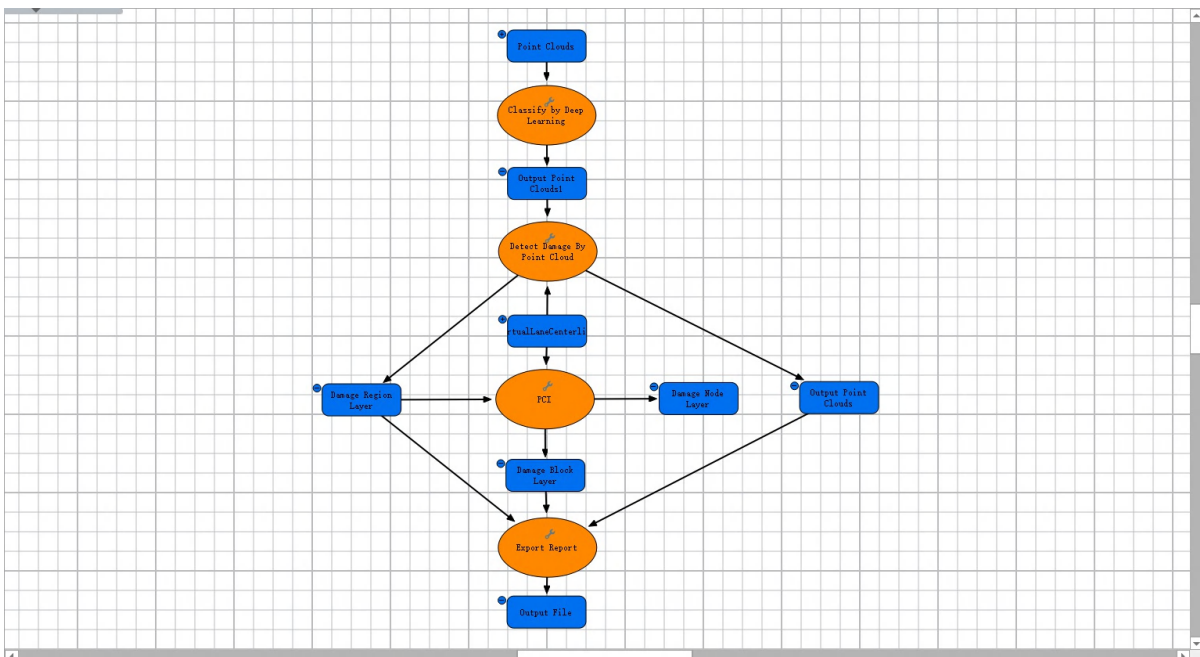 Point Clouds
Classify by Deep
Learning
Output Point
Clouds1
Detect Damage By
Point Cloud
rtualLaneCenterli
Damage Region
Layer
PCI
Damage Node
Layer
Output Point
Clouds
Damage Block
Layer
Export Report
Output File